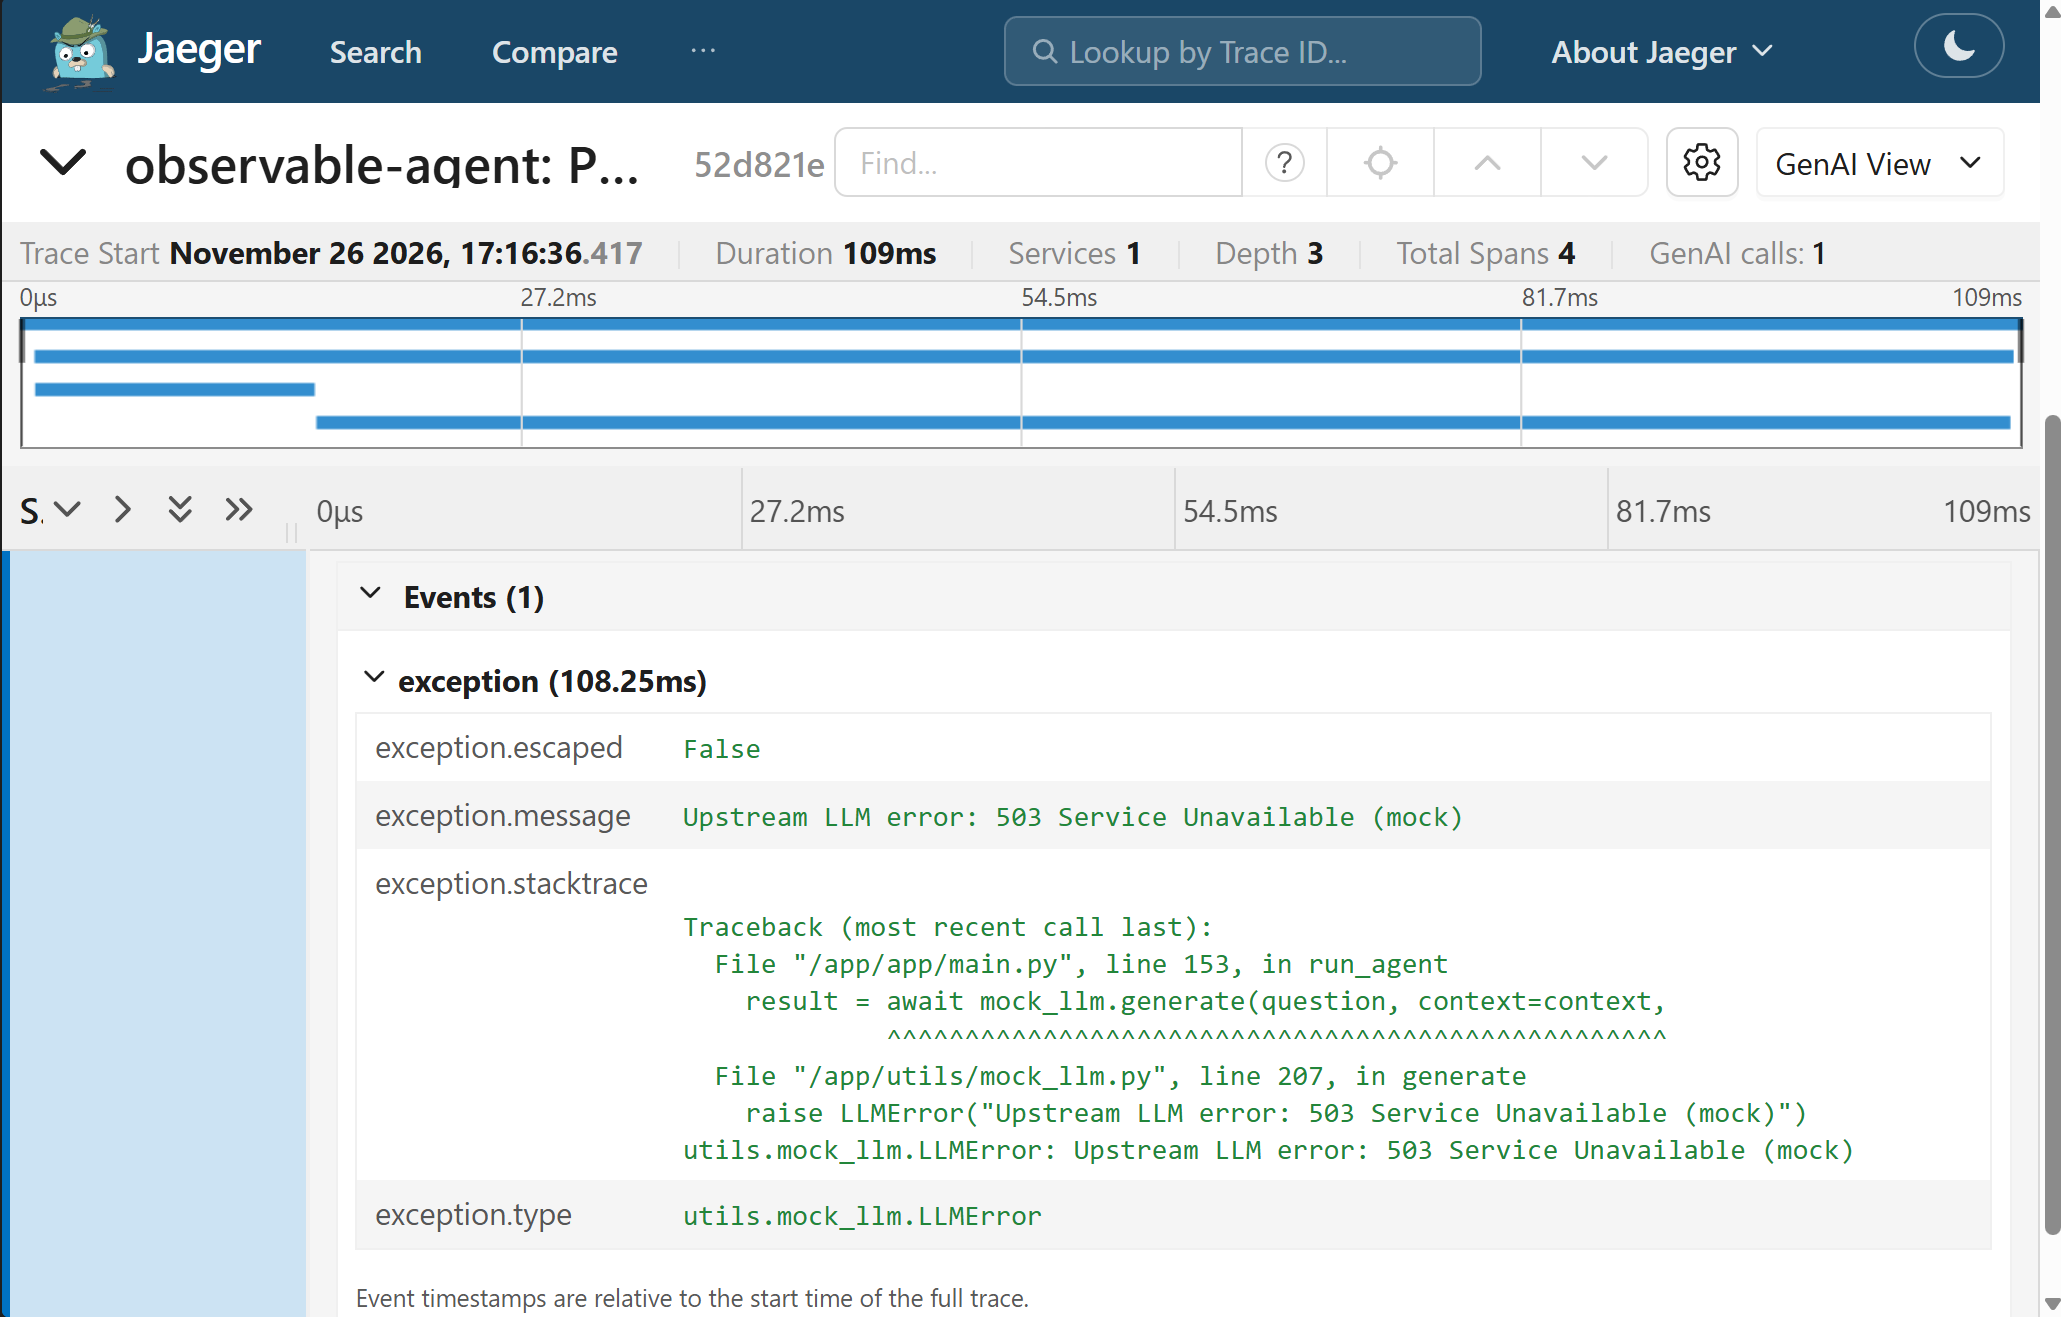 Jaeger Search Compare ··· Lookup by Trace ID... About Jaeger
observable-agent: P... 52d821e Find... ? GenAI View
Trace Start November 26 2026, 17:16:36.417 Duration 109ms Services 1 Depth 3 Total Spans 4 GenAI calls: 1
0μs 27.2ms 54.5ms 81.7ms 109ms
S. 0μs 27.2ms 54.5ms 81.7ms 109ms
Events (1)
exception (108.25ms)
exception.escaped False
exception.message Upstream LLM error: 503 Service Unavailable (mock)
exception.stacktrace
Traceback (most recent call last):
File "/app/app/main.py", line 153, in run_agent
result = await mock_llm.generate(question, context=context,
^^^^^^^^^^^^^^^^^^^^^^^^^^^^^^^^^^^^^^^^^^^^^^^^^^
File "/app/utils/mock_llm.py", line 207, in generate
raise LLMError("Upstream LLM error: 503 Service Unavailable (mock)")
utils.mock_llm.LLMError: Upstream LLM error: 503 Service Unavailable (mock)
exception.type utils.mock_llm.LLMError
Event timestamps are relative to the start time of the full trace.